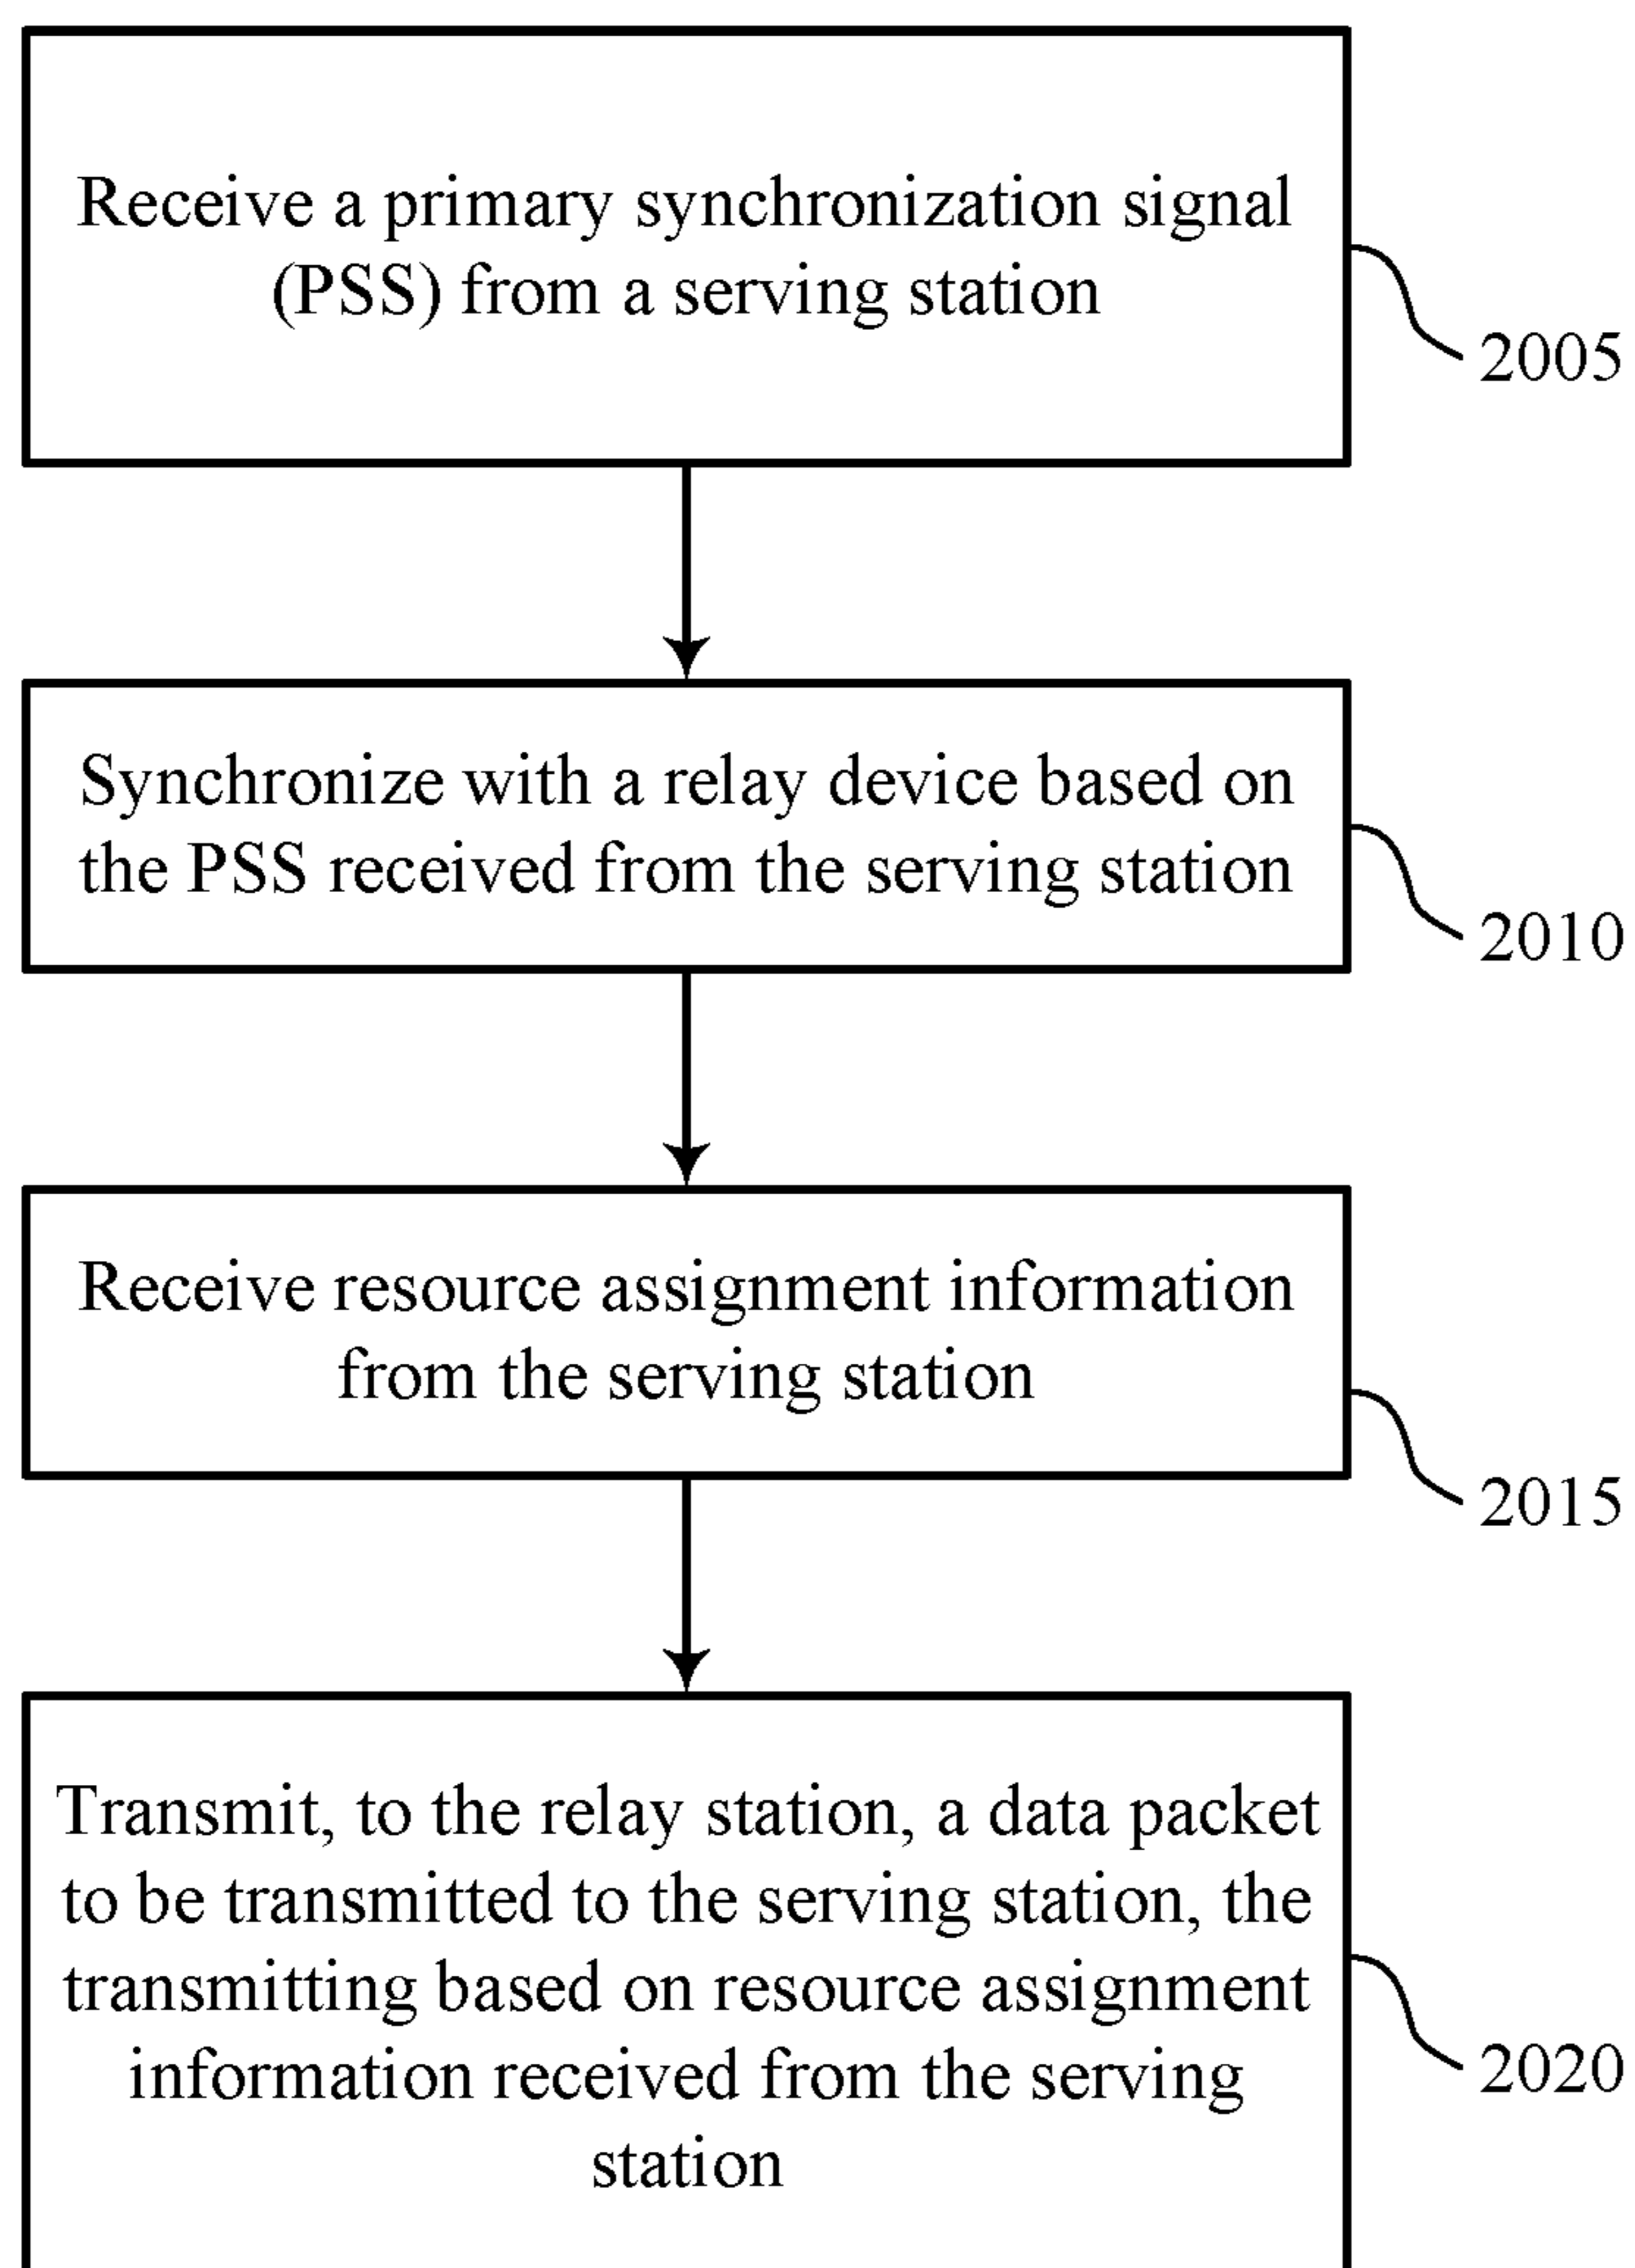 Receive a primary synchronization signal
(PSS) from a serving station
2005
Synchronize with a relay device based on
the PSS received from the serving station
2010
Receive resource assignment information
from the serving station
2015
Transmit, to the relay station, a data packet
to be transmitted to the serving station, the
transmitting based on resource assignment
information received from the serving
station
2020